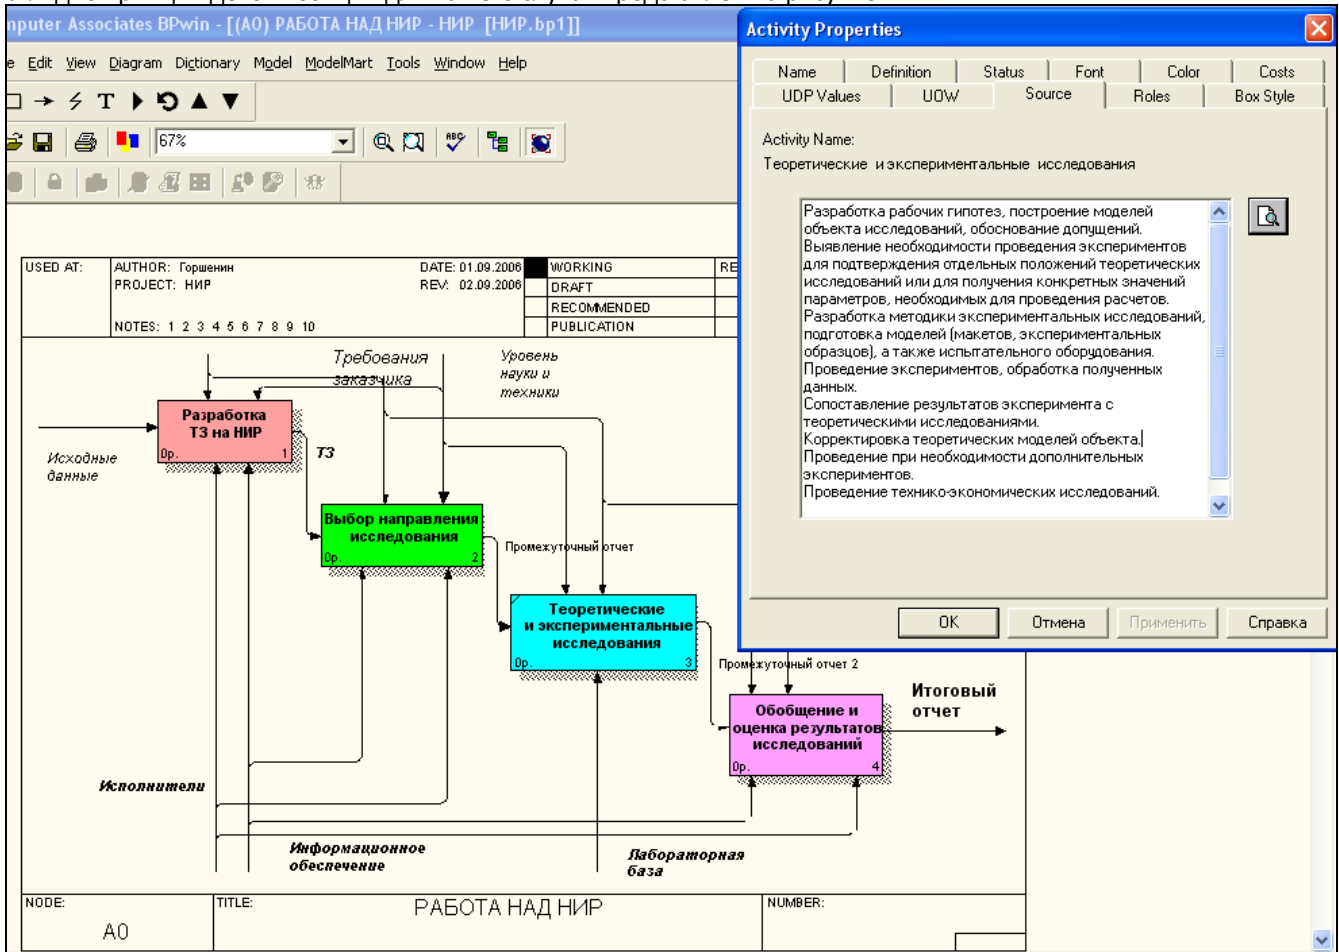 mputer Associates BPwin - [(A0) РАБОТА НАД НИР - НИР [НИР.bp1]]
e Edit View Diagram Dictionary Model ModelMart Tools Window Help
67%
USED AT:
AUTHOR: Горшенин
DATE: 01.09.2006
WORKING
RE
PROJECT: НИР
REV: 02.09.2006
DRAFT
RECOMMENDED
NOTES: 1 2 3 4 5 6 7 8 9 10
PUBLICATION
Требования
заказчика
Уровень
науки и
техники
Разработка
ТЗ на НИР
0р. 1
Исходные
данные
ТЗ
Выбор направления
исследования
0р. 2
Промежуточный отчет
Теоретические
и экспериментальные
исследования
0р. 3
Промежуточный отчет 2
Обобщение и
оценка результатов
исследований
0р. 4
Итоговый
отчет
Исполнители
Информационное
обеспечение
Лабораторная
база
NODE:
A0
TITLE:
РАБОТА НАД НИР
NUMBER:
Activity Properties
Name Definition Status Font Color Costs
UDP Values UOW Source Roles Box Style
Activity Name:
Теоретические и экспериментальные исследования
Разработка рабочих гипотез, построение моделей
объекта исследований, обоснование допущений.
Выявление необходимости проведения экспериментов
для подтверждения отдельных положений теоретических
исследований или для получения конкретных значений
параметров, необходимых для проведения расчетов.
Разработка методики экспериментальных исследований,
подготовка моделей (макетов, экспериментальных
образцов), а также испытательного оборудования.
Проведение экспериментов, обработка полученных
данных.
Сопоставление результатов эксперимента с
теоретическими исследованиями.
Корректировка теоретических моделей объекта.
Проведение при необходимости дополнительных
экспериментов.
Проведение технико-экономических исследований.
OK Отмена Применить Справка